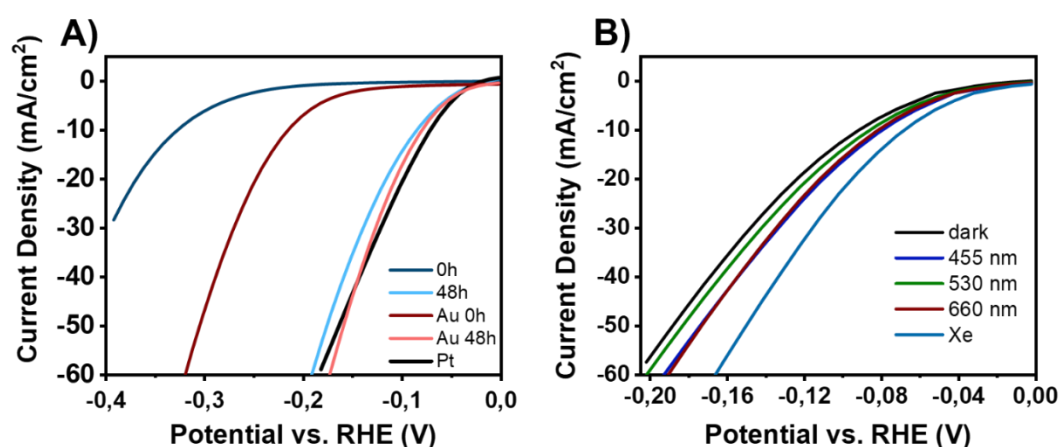 A)
Current Density (mA/cm²)
0
-10
-20
-30
-40
-50
-60
0h
48h
Au 0h
Au 48h
Pt
-0,4
-0,3
-0,2
-0,1
0,0
Potential vs. RHE (V)
B)
Current Density (mA/cm²)
0
-10
-20
-30
-40
-50
-60
dark
455 nm
530 nm
660 nm
Xe
-0,20
-0,16
-0,12
-0,08
-0,04
0,00
Potential vs. RHE (V)